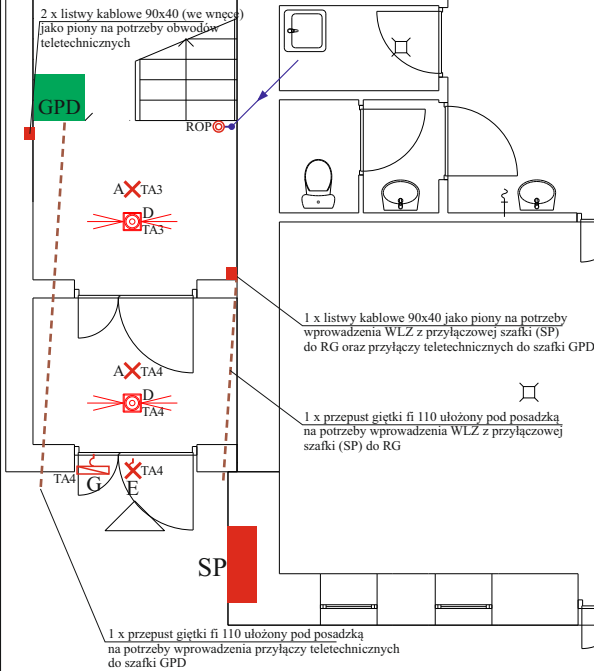 2 x listwy kablowe 90x40 (we wnęce)
jako piony na potrzeby obwodów
teletechnicznych
GPD
ROP
A TA3
D
TA3
1 x listwy kablowe 90x40 jako piony na potrzeby
wprowadzenia WLZ z przyłączowej szafki (SP)
do RG oraz przyłączy teletechnicznych do szafki GPD
A TA4
D
TA4
1 x przepust giętki fi 110 ułożony pod posadzką
na potrzeby wprowadzenia WLZ z przyłączowej
szafki (SP) do RG
TA4 G E TA4
SP
1 x przepust giętki fi 110 ułożony pod posadzką
na potrzeby wprowadzenia przyłączy teletechnicznych
do szafki GPD